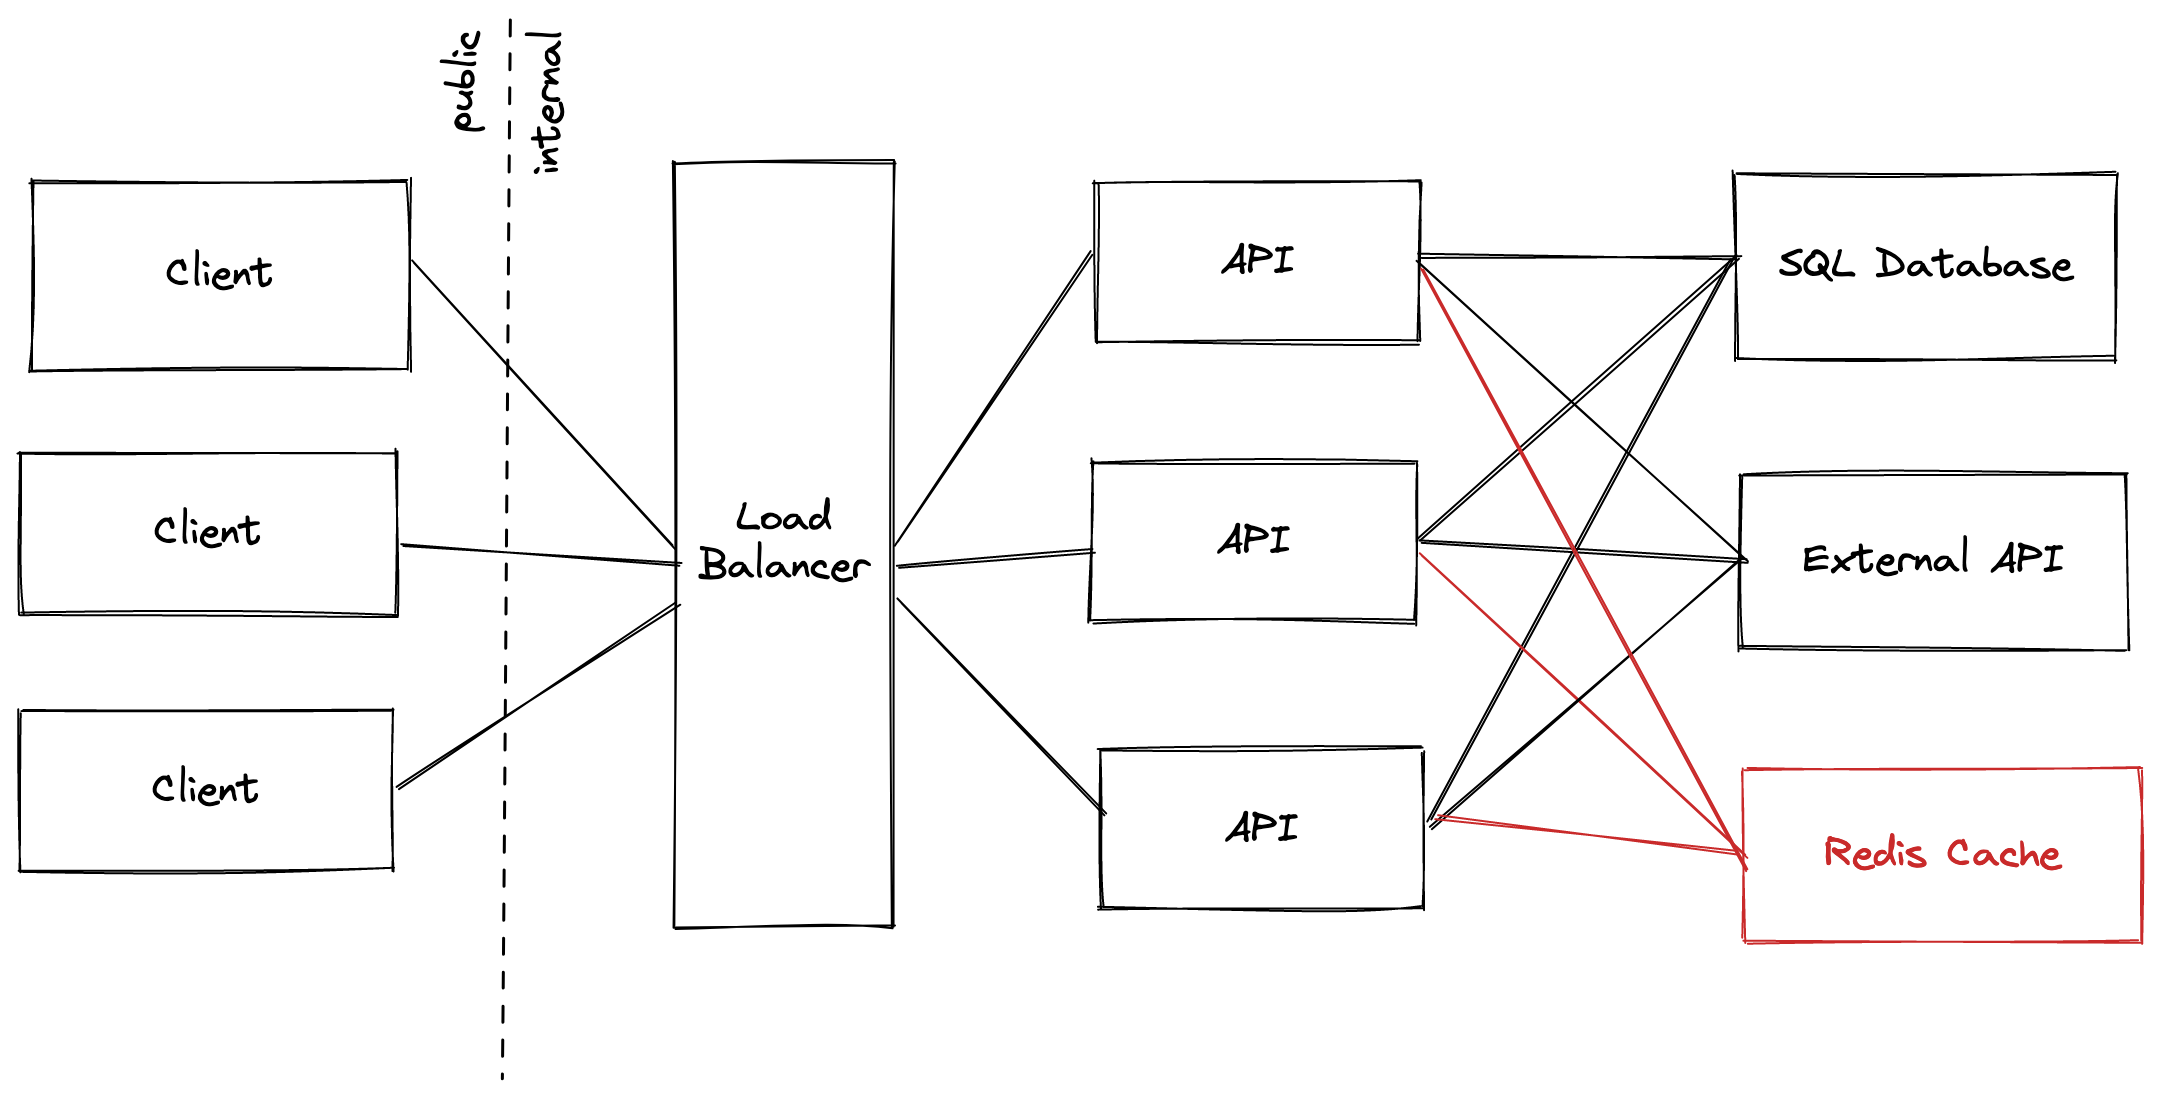 public
internal
Client
Client
Client
Load
Balancer
API
API
API
SQL Database
External API
Redis Cache